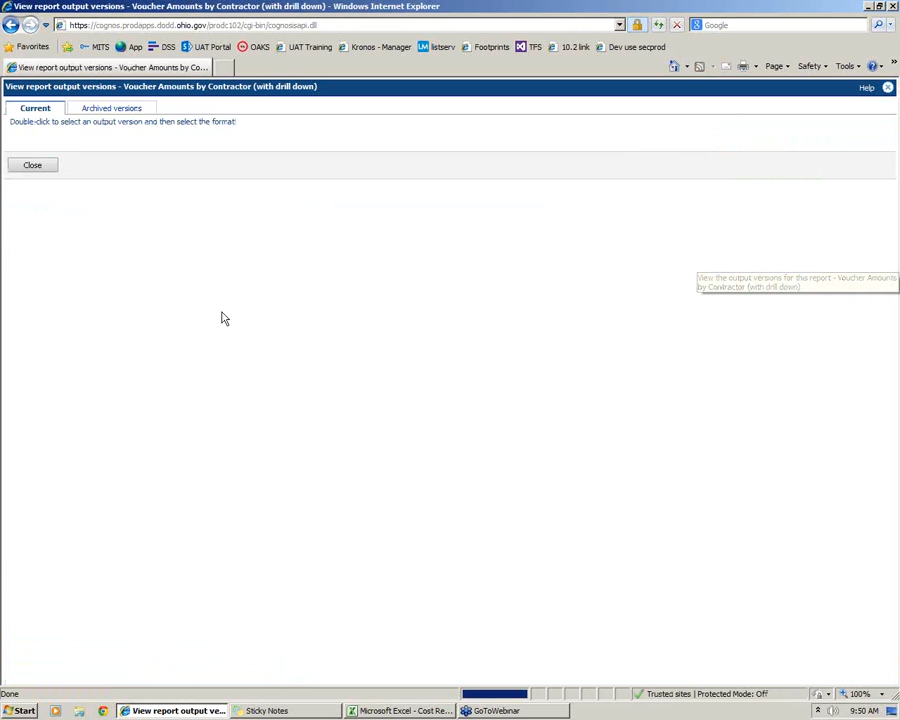 View report output versions - Voucher Amounts by Contractor (with drill down) - Windows Internet Explorer
https://cognos.prodapps.dodd.ohio.gov/prodc102/cgi-bin/cognosisapi.dll
Google
Favorites MITS App DSS UAT Portal OAKS UAT Training Kronos - Manager listserv Footprints TFS 10.2 link Dev use secprod
View report output versions - Voucher Amounts by Co... Page Safety Tools
View report output versions - Voucher Amounts by Contractor (with drill down) Help
Current Archived versions
Double-click to select an output version and then select the format:
Close
View the output versions for this report - Voucher Amounts
by Contractor (with drill down)
Done Trusted sites | Protected Mode: Off 100%
Start View report output ve... Sticky Notes Microsoft Excel - Cost Re... GoToWebinar 9:50 AM